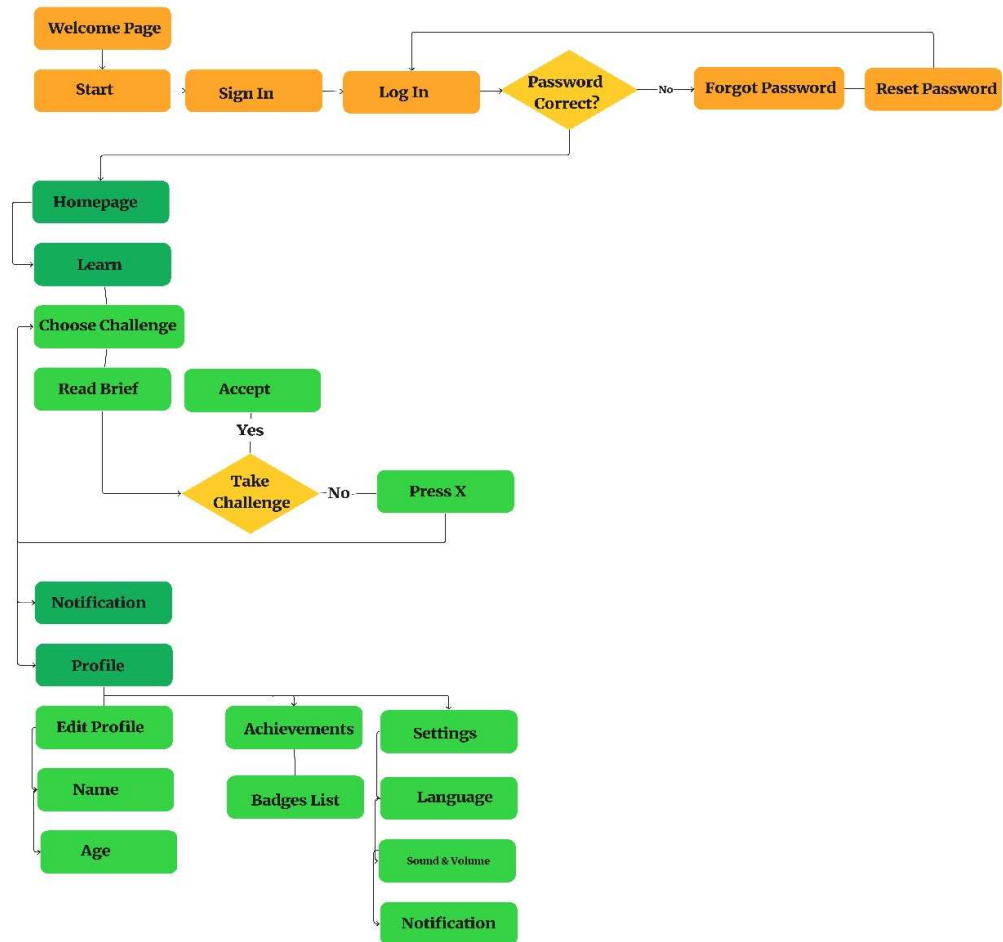 Welcome Page
Start
Sign In
Log In
Password
Correct?
No
Forgot Password
Reset Password
Homepage
Learn
Choose Challenge
Read Brief
Accept
Yes
Take
Challenge
No
Press X
Notification
Profile
Edit Profile
Achievements
Settings
Name
Badges List
Language
Age
Sound & Volume
Notification